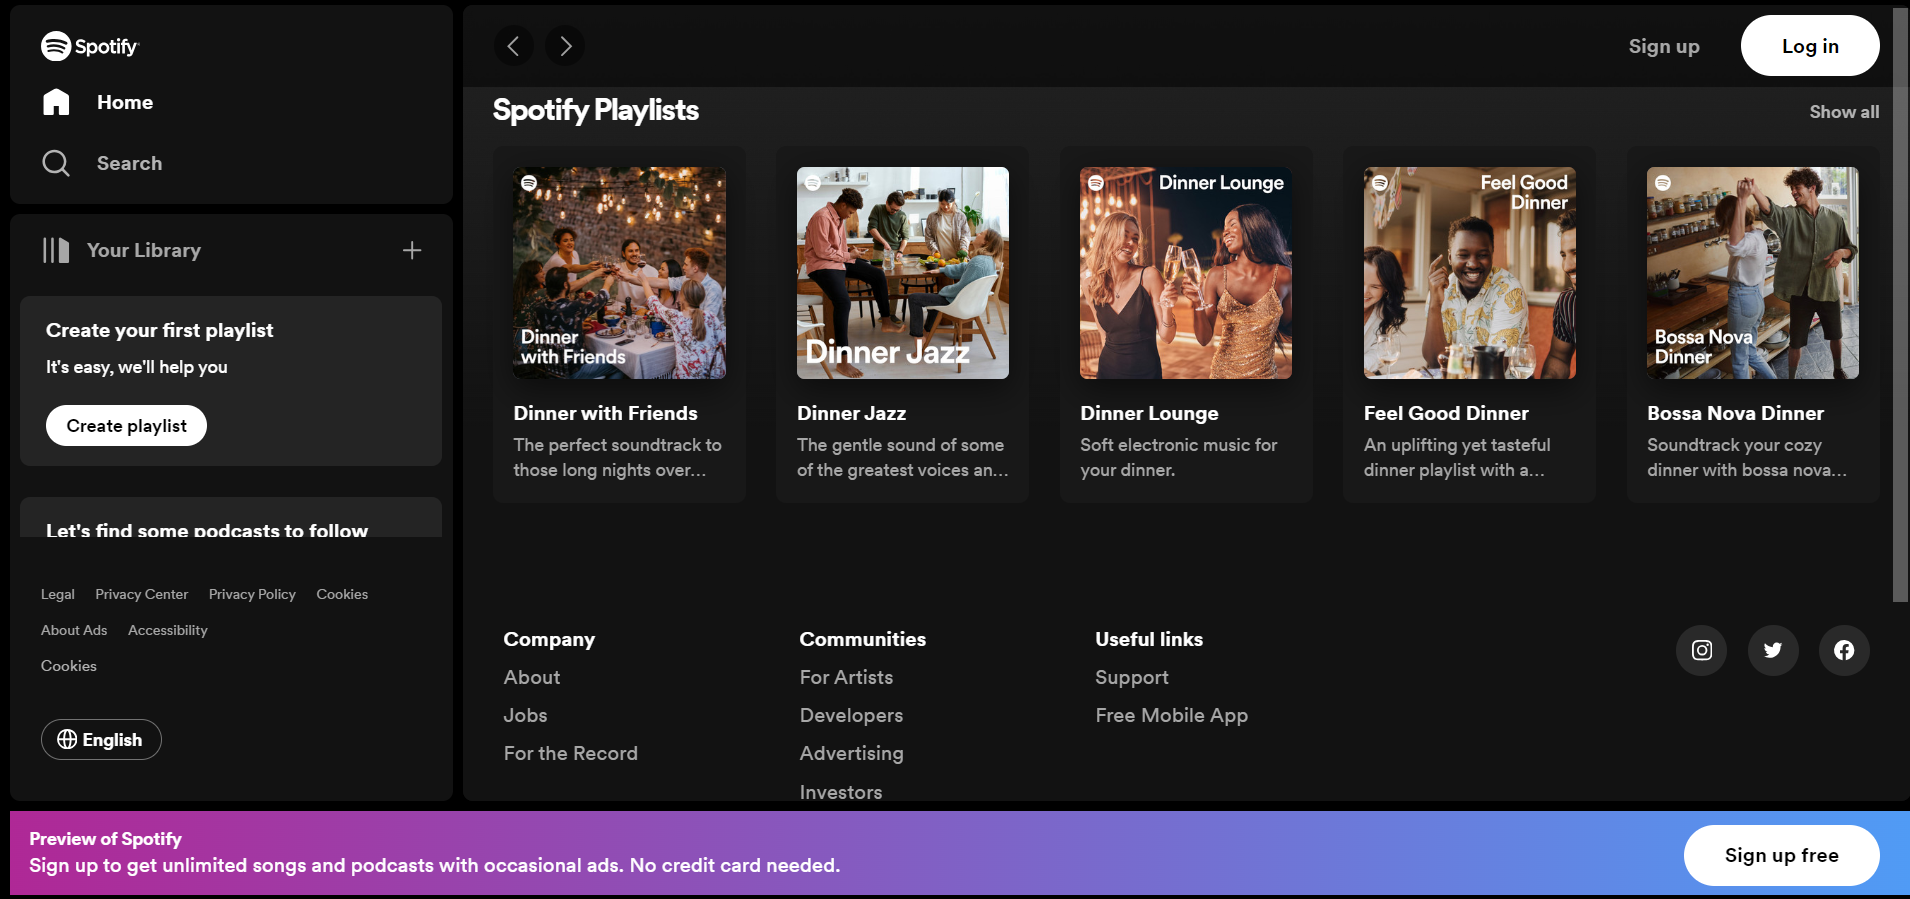 Spotify
Home
Search
Your Library
Create your first playlist
It's easy, we'll help you
Create playlist
Let's find some podcasts to follow
Legal Privacy Center Privacy Policy Cookies
About Ads Accessibility
Cookies
English
Sign up Log in
Spotify Playlists Show all
Dinner
with Friends
Dinner Jazz
Dinner Lounge
Feel Good
Dinner
Bossa Nova
Dinner
Dinner with Friends
The perfect soundtrack to
those long nights over...
Dinner Jazz
The gentle sound of some
of the greatest voices an...
Dinner Lounge
Soft electronic music for
your dinner.
Feel Good Dinner
An uplifting yet tasteful
dinner playlist with a...
Bossa Nova Dinner
Soundtrack your cozy
dinner with bossa nova...
Company
About
Jobs
For the Record
Communities
For Artists
Developers
Advertising
Investors
Useful links
Support
Free Mobile App
Preview of Spotify
Sign up to get unlimited songs and podcasts with occasional ads. No credit card needed.
Sign up free